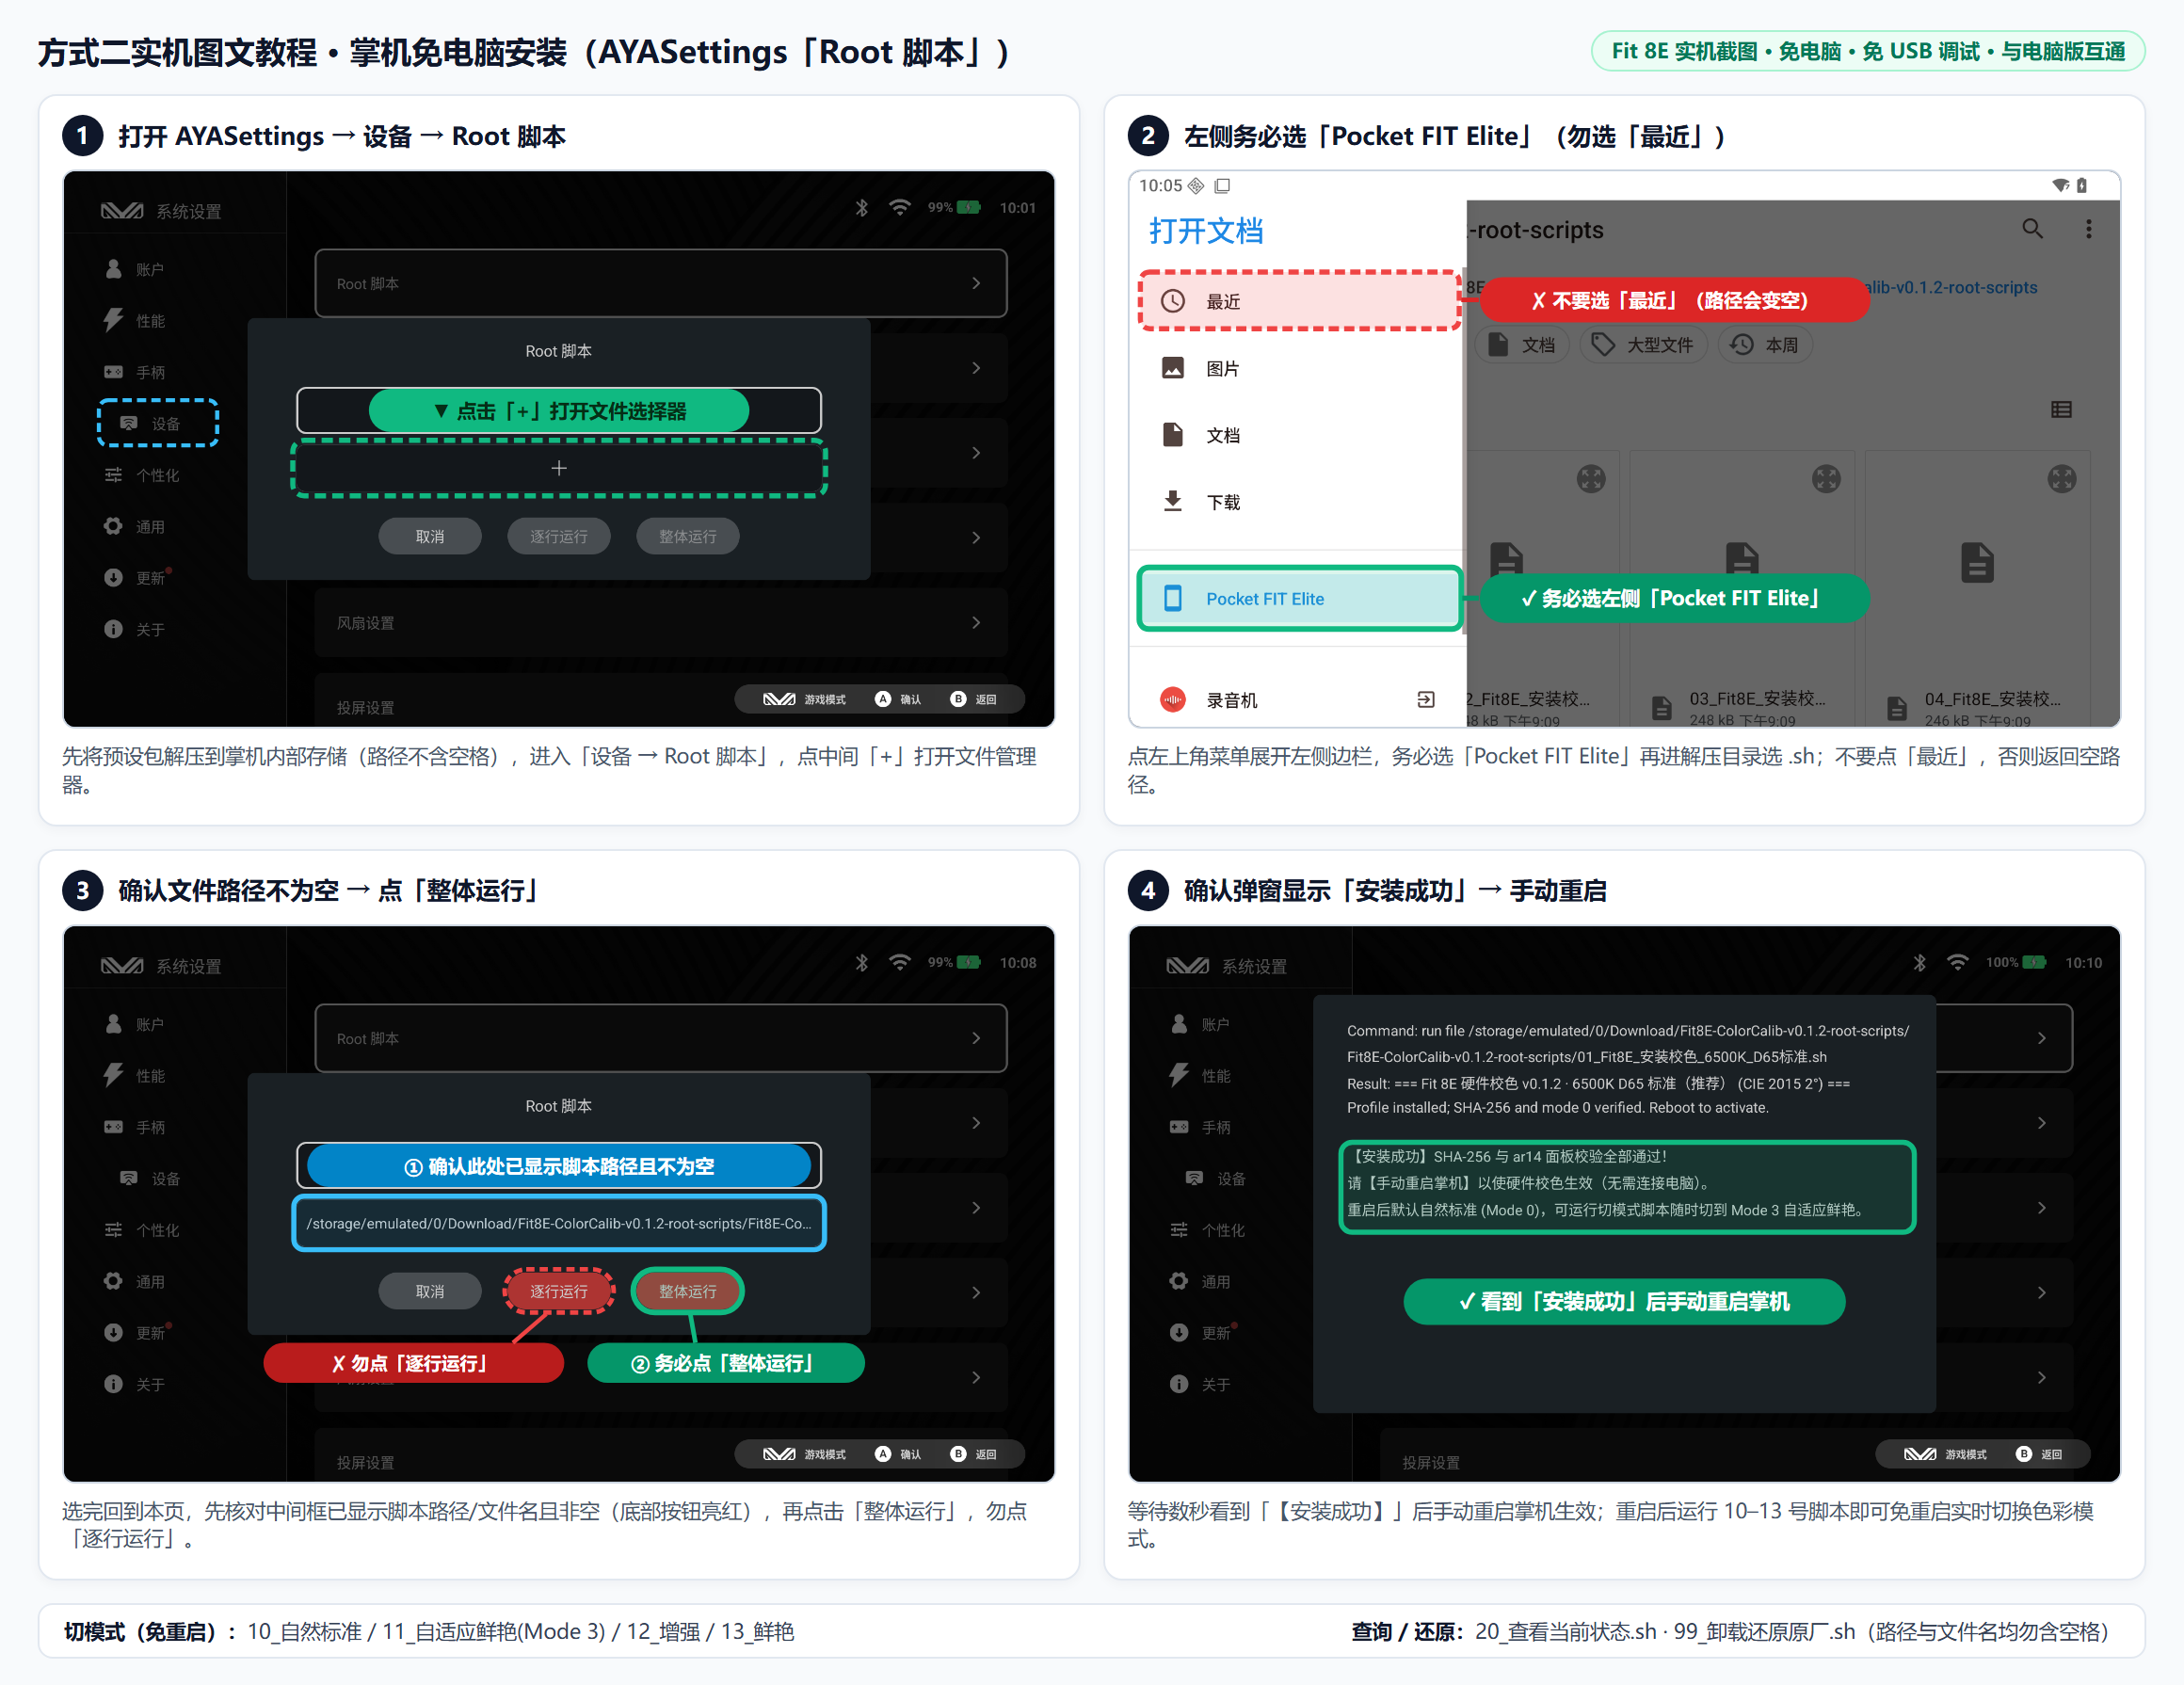 方式二实机图文教程 • 掌机免电脑安装（AYASettings「Root 脚本」）
Fit 8E 实机截图 • 免电脑 • 免 USB 调试 • 与电脑版互通
1 打开 AYASettings → 设备 → Root 脚本
系统设置
99% 10:01
账户
性能
手柄
设备
个性化
通用
更新
关于
Root 脚本
Root 脚本
▼ 点击「+」打开文件选择器
+
取消 逐行运行 整体运行
风扇设置
投屏设置
游戏模式 A 确认 B 返回
先将预设包解压到掌机内部存储（路径不含空格），进入「设备 → Root 脚本」，点中间「+」打开文件管理
器。
2 左侧务必选「Pocket FIT Elite」（勿选「最近」）
10:05
打开文档
-root-scripts
最近
✗ 不要选「最近」（路径会变空）
alib-v0.1.2-root-scripts
图片
文档 大型文件 本周
文档
下载
Pocket FIT Elite
✓ 务必选左侧「Pocket FIT Elite」
录音机
2_Fit8E_安装校...
48 kB 下午9:09
03_Fit8E_安装校...
248 kB 下午9:09
04_Fit8E_安装校...
246 kB 下午9:09
点左上角菜单展开左侧边栏，务必选「Pocket FIT Elite」再进解压目录选 .sh；不要点「最近」，否则返回空路
径。
3 确认文件路径不为空 → 点「整体运行」
系统设置
99% 10:08
账户
性能
手柄
设备
个性化
通用
更新
关于
Root 脚本
Root 脚本
① 确认此处已显示脚本路径且不为空
/storage/emulated/0/Download/Fit8E-ColorCalib-v0.1.2-root-scripts/Fit8E-Co...
取消 逐行运行 整体运行
✗ 勿点「逐行运行」
② 务必点「整体运行」
投屏设置
游戏模式 A 确认 B 返回
选完回到本页，先核对中间框已显示脚本路径/文件名且非空（底部按钮亮红），再点击「整体运行」，勿点
「逐行运行」。
4 确认弹窗显示「安装成功」→ 手动重启
系统设置
100% 10:10
账户
性能
手柄
设备
个性化
通用
更新
关于
Command: run file /storage/emulated/0/Download/Fit8E-ColorCalib-v0.1.2-root-scripts/
Fit8E-ColorCalib-v0.1.2-root-scripts/01_Fit8E_安装校色_6500K_D65标准.sh
Result: === Fit 8E 硬件校色 v0.1.2 · 6500K D65 标准（推荐） (CIE 2015 2°) ===
Profile installed; SHA-256 and mode 0 verified. Reboot to activate.
【安装成功】SHA-256 与 ar14 面板校验全部通过！
请【手动重启掌机】以使硬件校色生效（无需连接电脑）。
重启后默认自然标准 (Mode 0)，可运行切模式脚本随时切到 Mode 3 自适应鲜艳。
✓ 看到「安装成功」后手动重启掌机
投屏设置
游戏模式 B 返回
等待数秒看到「【安装成功】」后手动重启掌机生效；重启后运行 10–13 号脚本即可免重启实时切换色彩模
式。
切模式（免重启）： 10_自然标准 / 11_自适应鲜艳(Mode 3) / 12_增强 / 13_鲜艳
查询 / 还原： 20_查看当前状态.sh · 99_卸载还原原厂.sh（路径与文件名均勿含空格）